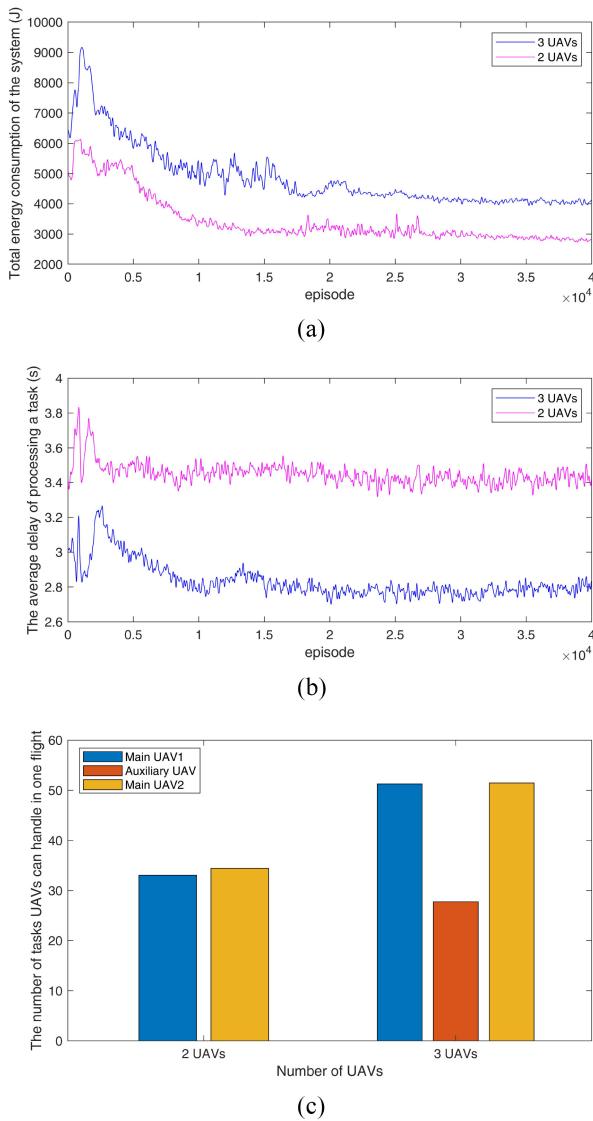 Total energy consumption of the system (J)
10000
9000
8000
7000
6000
5000
4000
3000
2000
3 UAVs
2 UAVs
0 0.5 1 1.5 2 2.5 3 3.5 4
episode
×10⁴
(a)
The average delay of processing a task (s)
4
3.8
3.6
3.4
3.2
3
2.8
2.6
3 UAVs
2 UAVs
0 0.5 1 1.5 2 2.5 3 3.5 4
episode
×10⁴
(b)
The number of tasks UAVs can handle in one flight
60
50
40
30
20
10
0
Main UAV1
Auxiliary UAV
Main UAV2
2 UAVs 3 UAVs
Number of UAVs
(c)